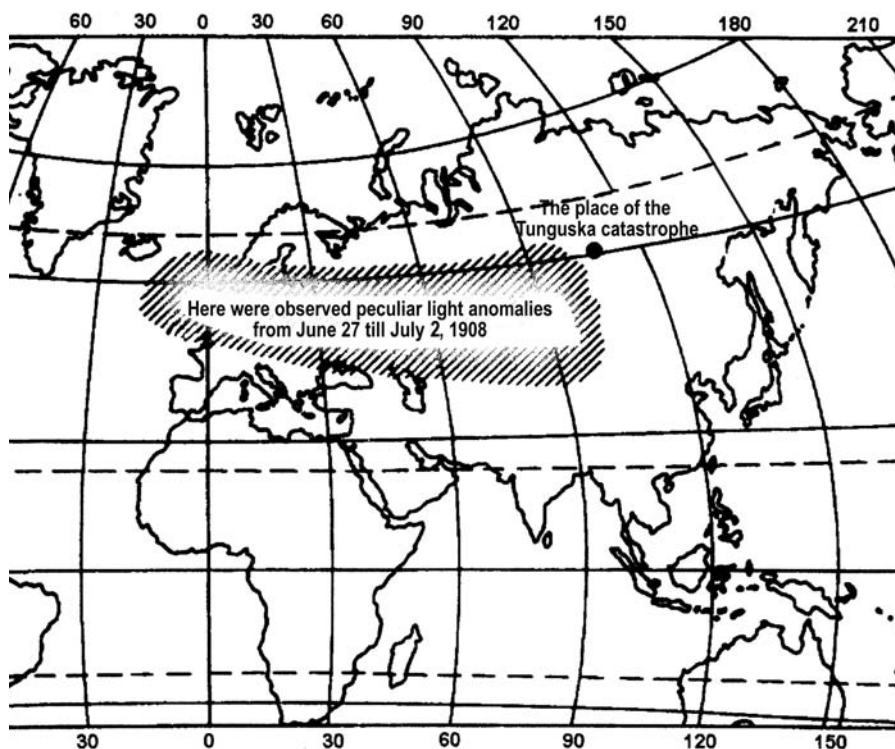 60 30 0 30 60 90 120 150 180 210
The place of the
Tunguska catastrophe
Here were observed peculiar light anomalies
from June 27 till July 2, 1908
30 0 30 60 90 120 150